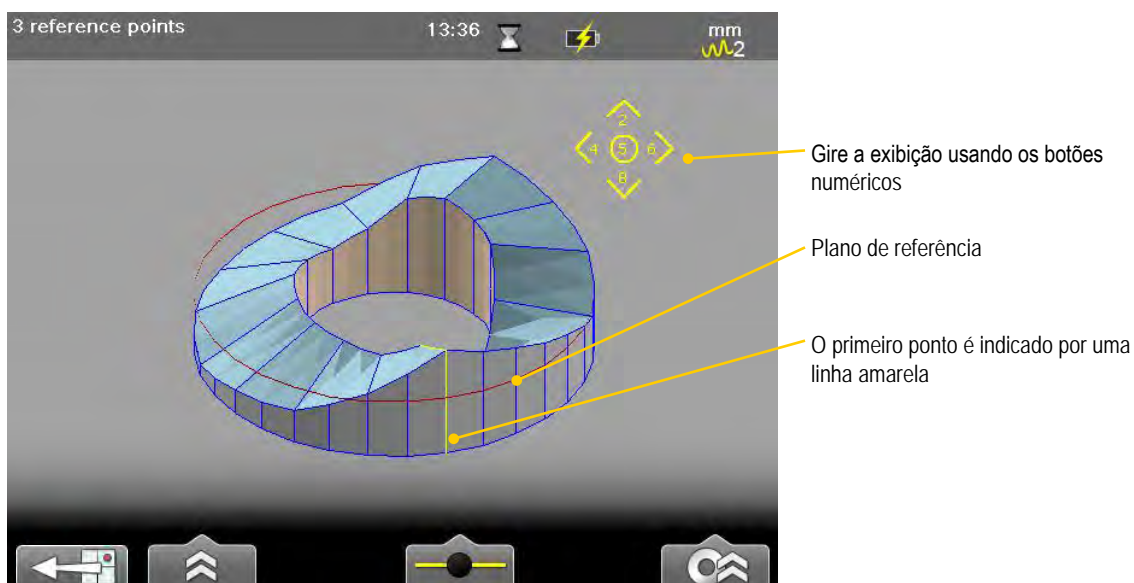 3 reference points
13:36
mm
2
2
4 5 6
8
Gire a exibição usando os botões
numéricos
Plano de referência
O primeiro ponto é indicado por uma
linha amarela